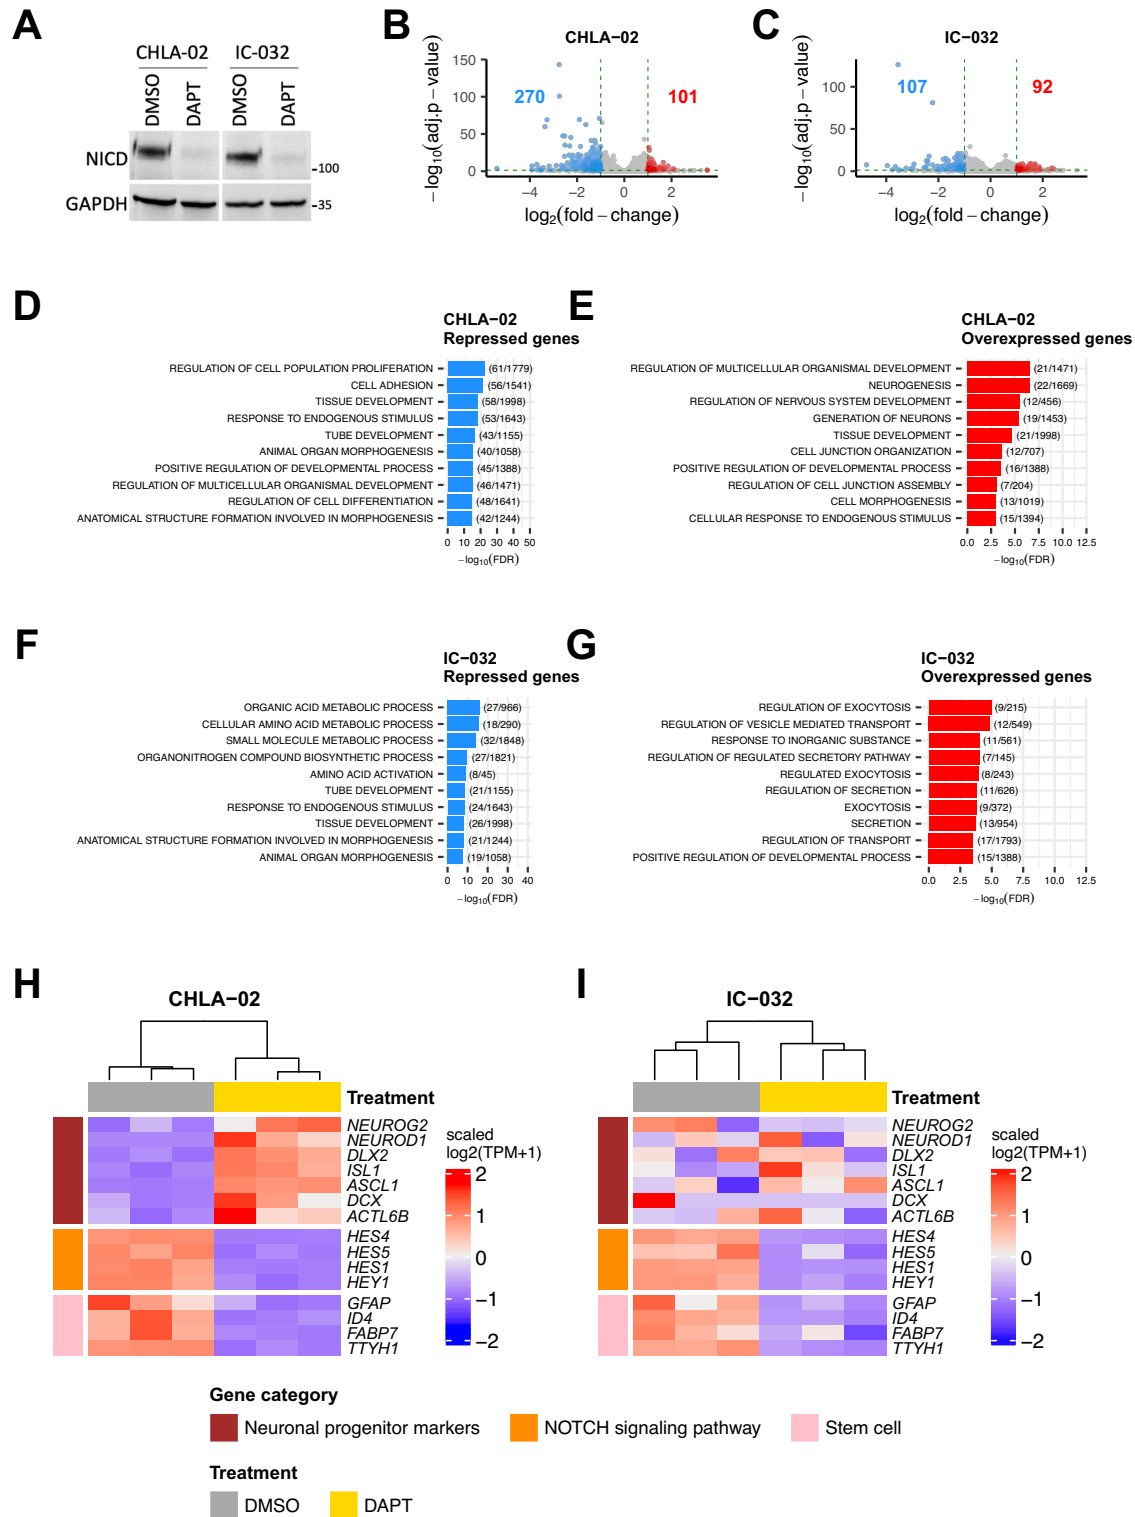 A
CHLA-02 IC-032
DMSO DAPT DMSO DAPT
NICD
-100
GAPDH
-35
B
CHLA−02
−log10(adj.p−value)
150
100
50
0
270
101
−4 −2 0 2
log2(fold−change)
C
IC−032
−log10(adj.p−value)
100
50
0
107
92
−4 −2 0 2
log2(fold−change)
D
CHLA−02
Repressed genes
REGULATION OF CELL POPULATION PROLIFERATION (61/1779)
CELL ADHESION (56/1541)
TISSUE DEVELOPMENT (58/1998)
RESPONSE TO ENDOGENOUS STIMULUS (53/1643)
TUBE DEVELOPMENT (43/1155)
ANIMAL ORGAN MORPHOGENESIS (40/1058)
POSITIVE REGULATION OF DEVELOPMENTAL PROCESS (45/1388)
REGULATION OF MULTICELLULAR ORGANISMAL DEVELOPMENT (46/1471)
REGULATION OF CELL DIFFERENTIATION (48/1641)
ANATOMICAL STRUCTURE FORMATION INVOLVED IN MORPHOGENESIS (42/1244)
0 10 20 30 40 50
−log10(FDR)
E
CHLA−02
Overexpressed genes
REGULATION OF MULTICELLULAR ORGANISMAL DEVELOPMENT (21/1471)
NEUROGENESIS (22/1669)
REGULATION OF NERVOUS SYSTEM DEVELOPMENT (12/456)
GENERATION OF NEURONS (19/1453)
TISSUE DEVELOPMENT (21/1998)
CELL JUNCTION ORGANIZATION (12/707)
POSITIVE REGULATION OF DEVELOPMENTAL PROCESS (16/1388)
REGULATION OF CELL JUNCTION ASSEMBLY (7/204)
CELL MORPHOGENESIS (13/1019)
CELLULAR RESPONSE TO ENDOGENOUS STIMULUS (15/1394)
0.0 2.5 5.0 7.5 10.0 12.5
−log10(FDR)
F
IC−032
Repressed genes
ORGANIC ACID METABOLIC PROCESS (27/966)
CELLULAR AMINO ACID METABOLIC PROCESS (18/290)
SMALL MOLECULE METABOLIC PROCESS (32/1848)
ORGANONITROGEN COMPOUND BIOSYNTHETIC PROCESS (27/1821)
AMINO ACID ACTIVATION (8/45)
TUBE DEVELOPMENT (21/1155)
RESPONSE TO ENDOGENOUS STIMULUS (24/1643)
TISSUE DEVELOPMENT (26/1998)
ANATOMICAL STRUCTURE FORMATION INVOLVED IN MORPHOGENESIS (21/1244)
ANIMAL ORGAN MORPHOGENESIS (19/1058)
0 10 20 30 40
−log10(FDR)
G
IC−032
Overexpressed genes
REGULATION OF EXOCYTOSIS (9/215)
REGULATION OF VESICLE MEDIATED TRANSPORT (12/549)
RESPONSE TO INORGANIC SUBSTANCE (11/561)
REGULATION OF REGULATED SECRETORY PATHWAY (7/145)
REGULATED EXOCYTOSIS (8/243)
REGULATION OF SECRETION (11/626)
EXOCYTOSIS (9/372)
SECRETION (13/954)
REGULATION OF TRANSPORT (17/1793)
POSITIVE REGULATION OF DEVELOPMENTAL PROCESS (15/1388)
0.0 2.5 5.0 7.5 10.0 12.5
−log10(FDR)
H
CHLA−02
Treatment
NEUROG2
NEUROD1
DLX2
ISL1
ASCL1
DCX
ACTL6B
HES4
HES5
HES1
HEY1
GFAP
ID4
FABP7
TTYH1
scaled
log2(TPM+1)
2
1
0
−1
−2
I
IC−032
Treatment
NEUROG2
NEUROD1
DLX2
ISL1
ASCL1
DCX
ACTL6B
HES4
HES5
HES1
HEY1
GFAP
ID4
FABP7
TTYH1
scaled
log2(TPM+1)
2
1
0
−1
−2
Gene category
Neuronal progenitor markers NOTCH signaling pathway Stem cell
Treatment
DMSO DAPT